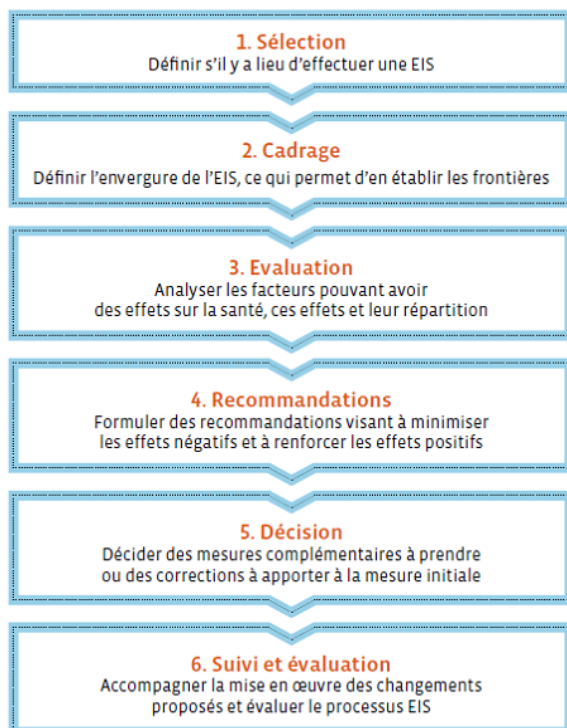 1. Sélection
Définir s'il y a lieu d'effectuer une EIS
2. Cadrage
Définir l'envergure de l'EIS, ce qui permet d'en établir les frontières
3. Evaluation
Analyser les facteurs pouvant avoir
des effets sur la santé, ces effets et leur répartition
4. Recommandations
Formuler des recommandations visant à minimiser
les effets négatifs et à renforcer les effets positifs
5. Décision
Décider des mesures complémentaires à prendre
ou des corrections à apporter à la mesure initiale
6. Suivi et évaluation
Accompagner la mise en œuvre des changements
proposés et évaluer le processus EIS